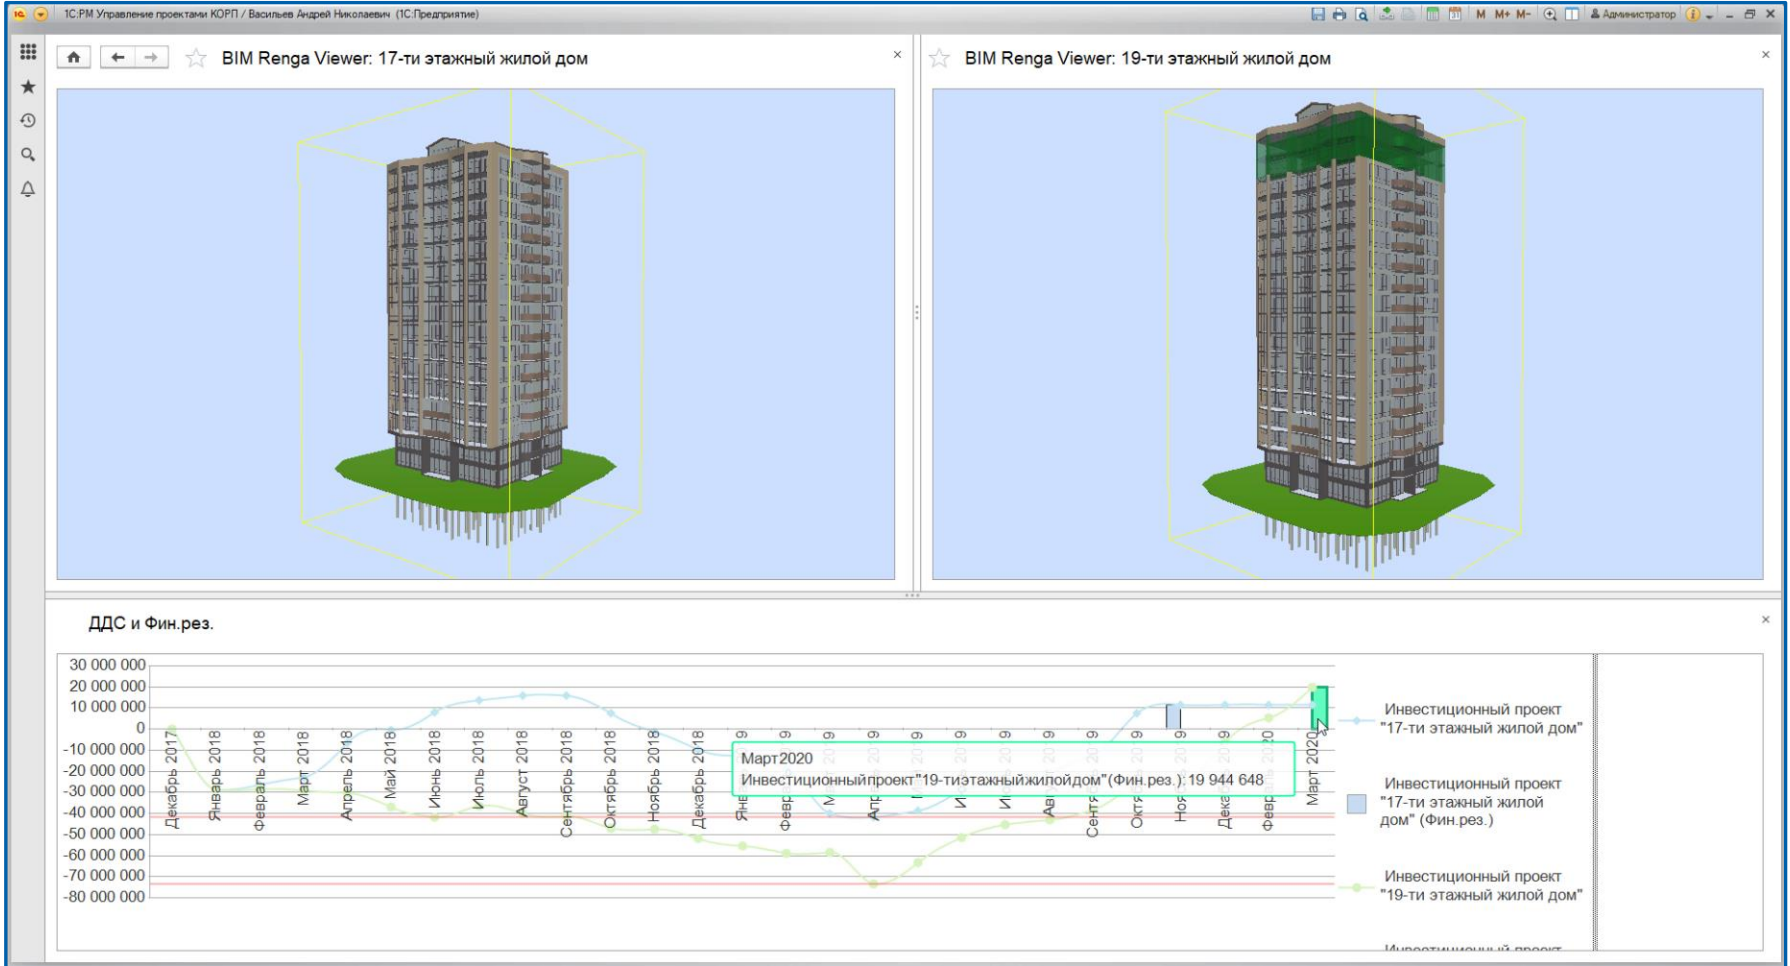 1С:PM Управление проектами КОРП / Васильев Андрей Николаевич (1С:Предприятие)
M M+ M-
Администратор
BIM Renga Viewer: 17-ти этажный жилой дом
BIM Renga Viewer: 19-ти этажный жилой дом
ДДС и Фин.рез.
30 000 000
20 000 000
10 000 000
0
-10 000 000
-20 000 000
-30 000 000
-40 000 000
-50 000 000
-60 000 000
-70 000 000
-80 000 000
Декабрь 2017
Январь 2018
Февраль 2018
Март 2018
Апрель 2018
Май 2018
Июнь 2018
Июль 2018
Август 2018
Сентябрь 2018
Октябрь 2018
Ноябрь 2018
Декабрь 2018
Март 2020
Март2020
Инвестиционныйпроект"19-тиэтажныйжилойдом"(Фин.рез.): 19 944 648
Инвестиционный проект
"17-ти этажный жилой дом"
Инвестиционный проект
"17-ти этажный жилой
дом" (Фин.рез.)
Инвестиционный проект
"19-ти этажный жилой дом"